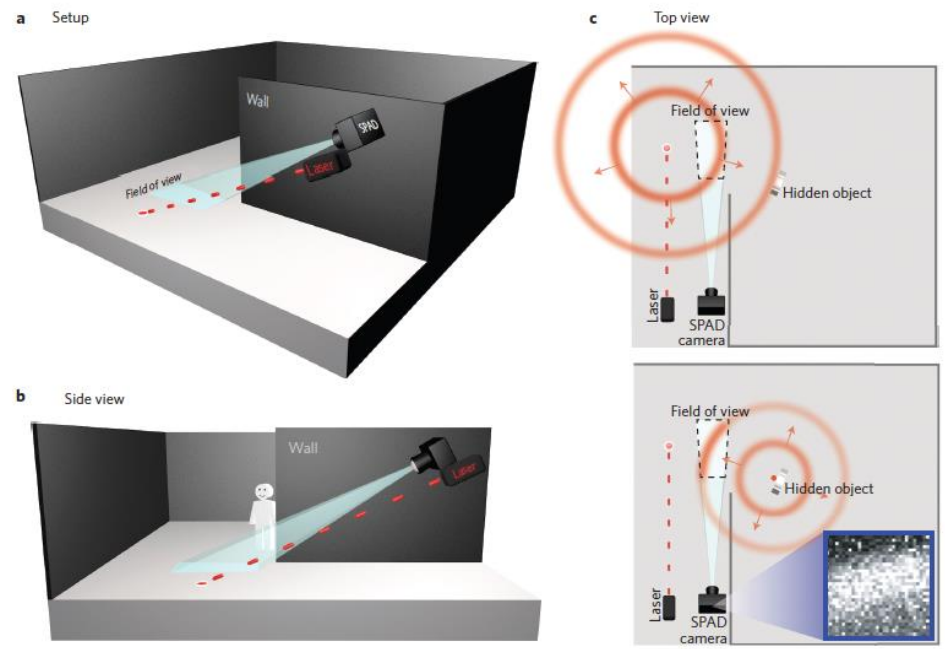 a Setup
Wall
SPAD
Laser
Field of view
b Side view
Wall
Laser
c Top view
Field of view
Hidden object
Laser
SPAD
camera
Field of view
Hidden object
Laser
SPAD
camera